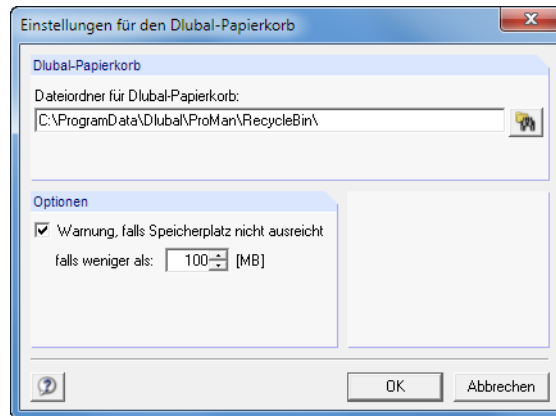 Einstellungen für den Dlubal-Papierkorb
Dlubal-Papierkorb
Dateiordner für Dlubal-Papierkorb:
C:\ProgramData\Dlubal\ProMan\RecycleBin\
Optionen
Warnung, falls Speicherplatz nicht ausreicht
falls weniger als: 100 [MB]
OK Abbrechen